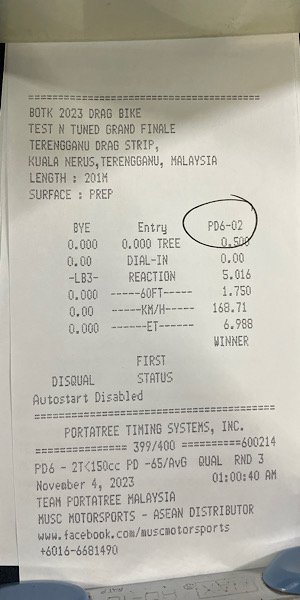 ==========================================
BOTK 2023 DRAG BIKE
TEST N TUNED GRAND FINALE
TERENGGANU DRAG STRIP,
KUALA NERUS,TERENGGANU, MALAYSIA
LENGTH : 201M
SURFACE : PREP
BYE Entry PD6-02
0.000 0.000 TREE 0.500
0.00 DIAL-IN 0.00
-LB3- REACTION 5.016
0.000 -----60FT----- 1.750
0.00 -----KM/H----- 168.71
0.000 ------ET------ 6.988
WINNER
FIRST
DISQUAL STATUS
Autostart Disabled
==========================================
PORTATREE TIMING SYSTEMS, INC.
================ 399/400 ==========600214
PD6 - 2T<150cc PD -65/AvG QUAL RND 3
November 4, 2023 01:00:40 AM
TEAM PORTATREE MALAYSIA
MUSC MOTORSPORTS - ASEAN DISTRIBUTOR
www.facebook.com/muscmotorsports
+6016-6681490